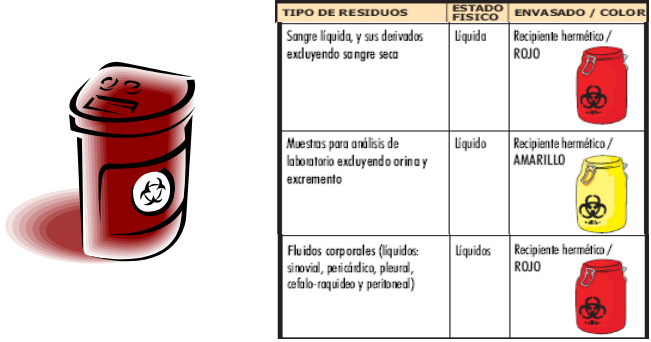 TIPO DE RESIDUOS
ESTADO
FISICO
ENVASADO / COLOR
Sangre líquida, y sus derivados
excluyendo sangre seca
Líquida
Recipiente hermético /
ROJO
Muestras para análisis de
laboratorio excluyendo orina y
excremento
Líquido
Recipiente hermético /
AMARILLO
Fluidos corporales (líquidos:
sinovial, pericárdico, pleural,
cefalo-raquideo y peritoneal)
Líquidos
Recipiente hermético /
ROJO